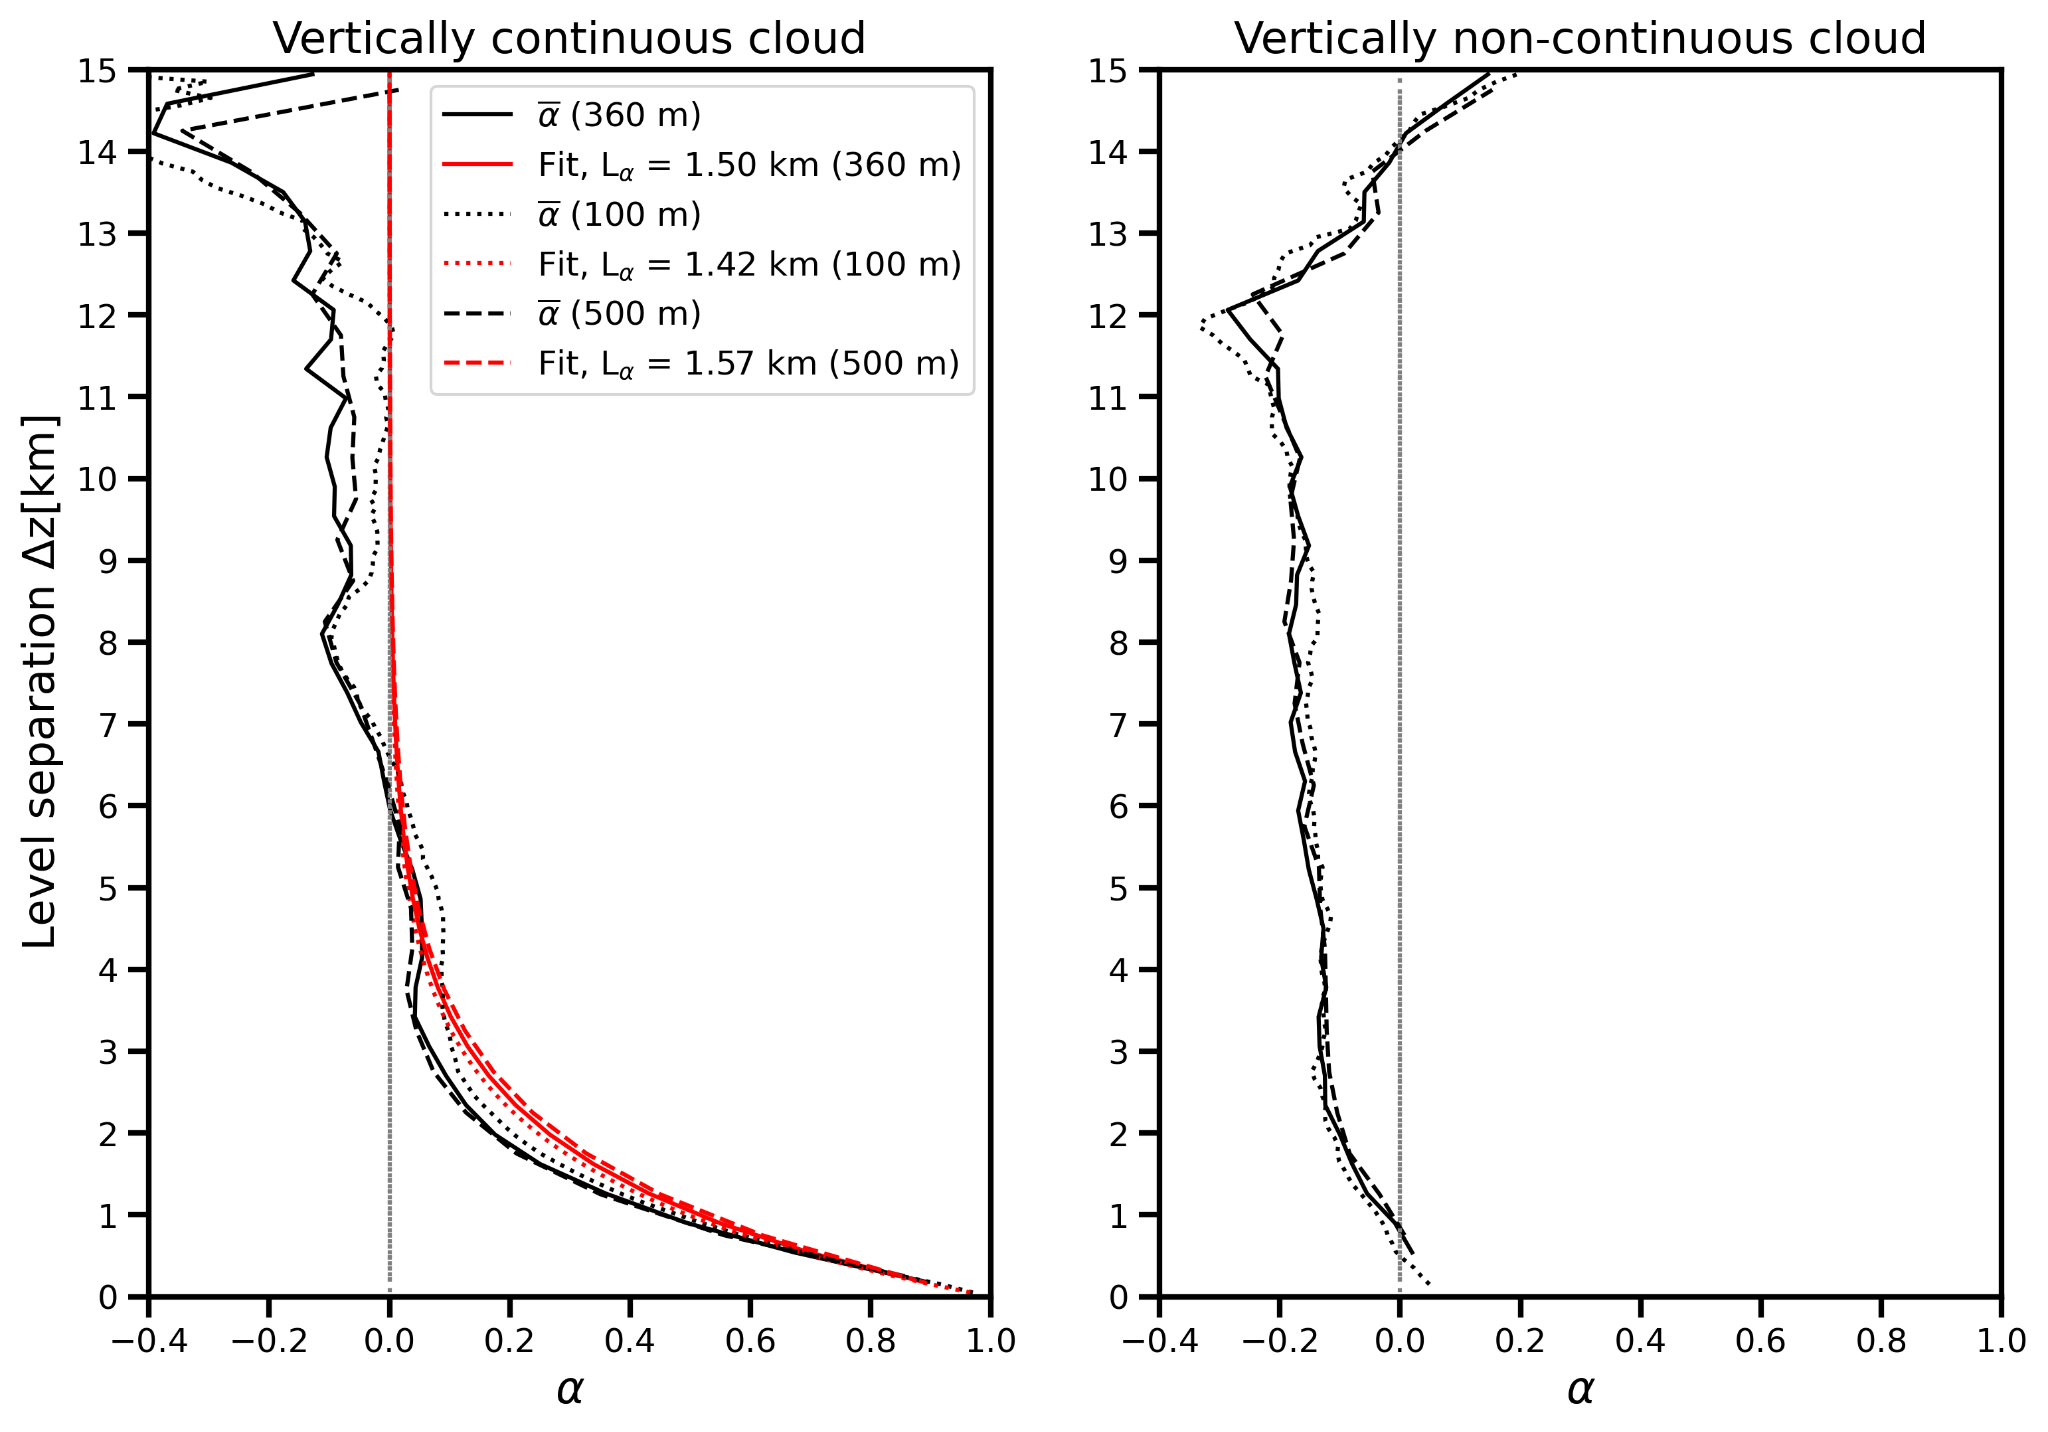 Vertically continuous cloud
Vertically non-continuous cloud
Level separation Δz[km]
15
14
13
12
11
10
9
8
7
6
5
4
3
2
1
0
−0.4 −0.2 0.0 0.2 0.4 0.6 0.8 1.0
α
α̅ (360 m)
Fit, Lα = 1.50 km (360 m)
α̅ (100 m)
Fit, Lα = 1.42 km (100 m)
α̅ (500 m)
Fit, Lα = 1.57 km (500 m)
15
14
13
12
11
10
9
8
7
6
5
4
3
2
1
0
−0.4 −0.2 0.0 0.2 0.4 0.6 0.8 1.0
α